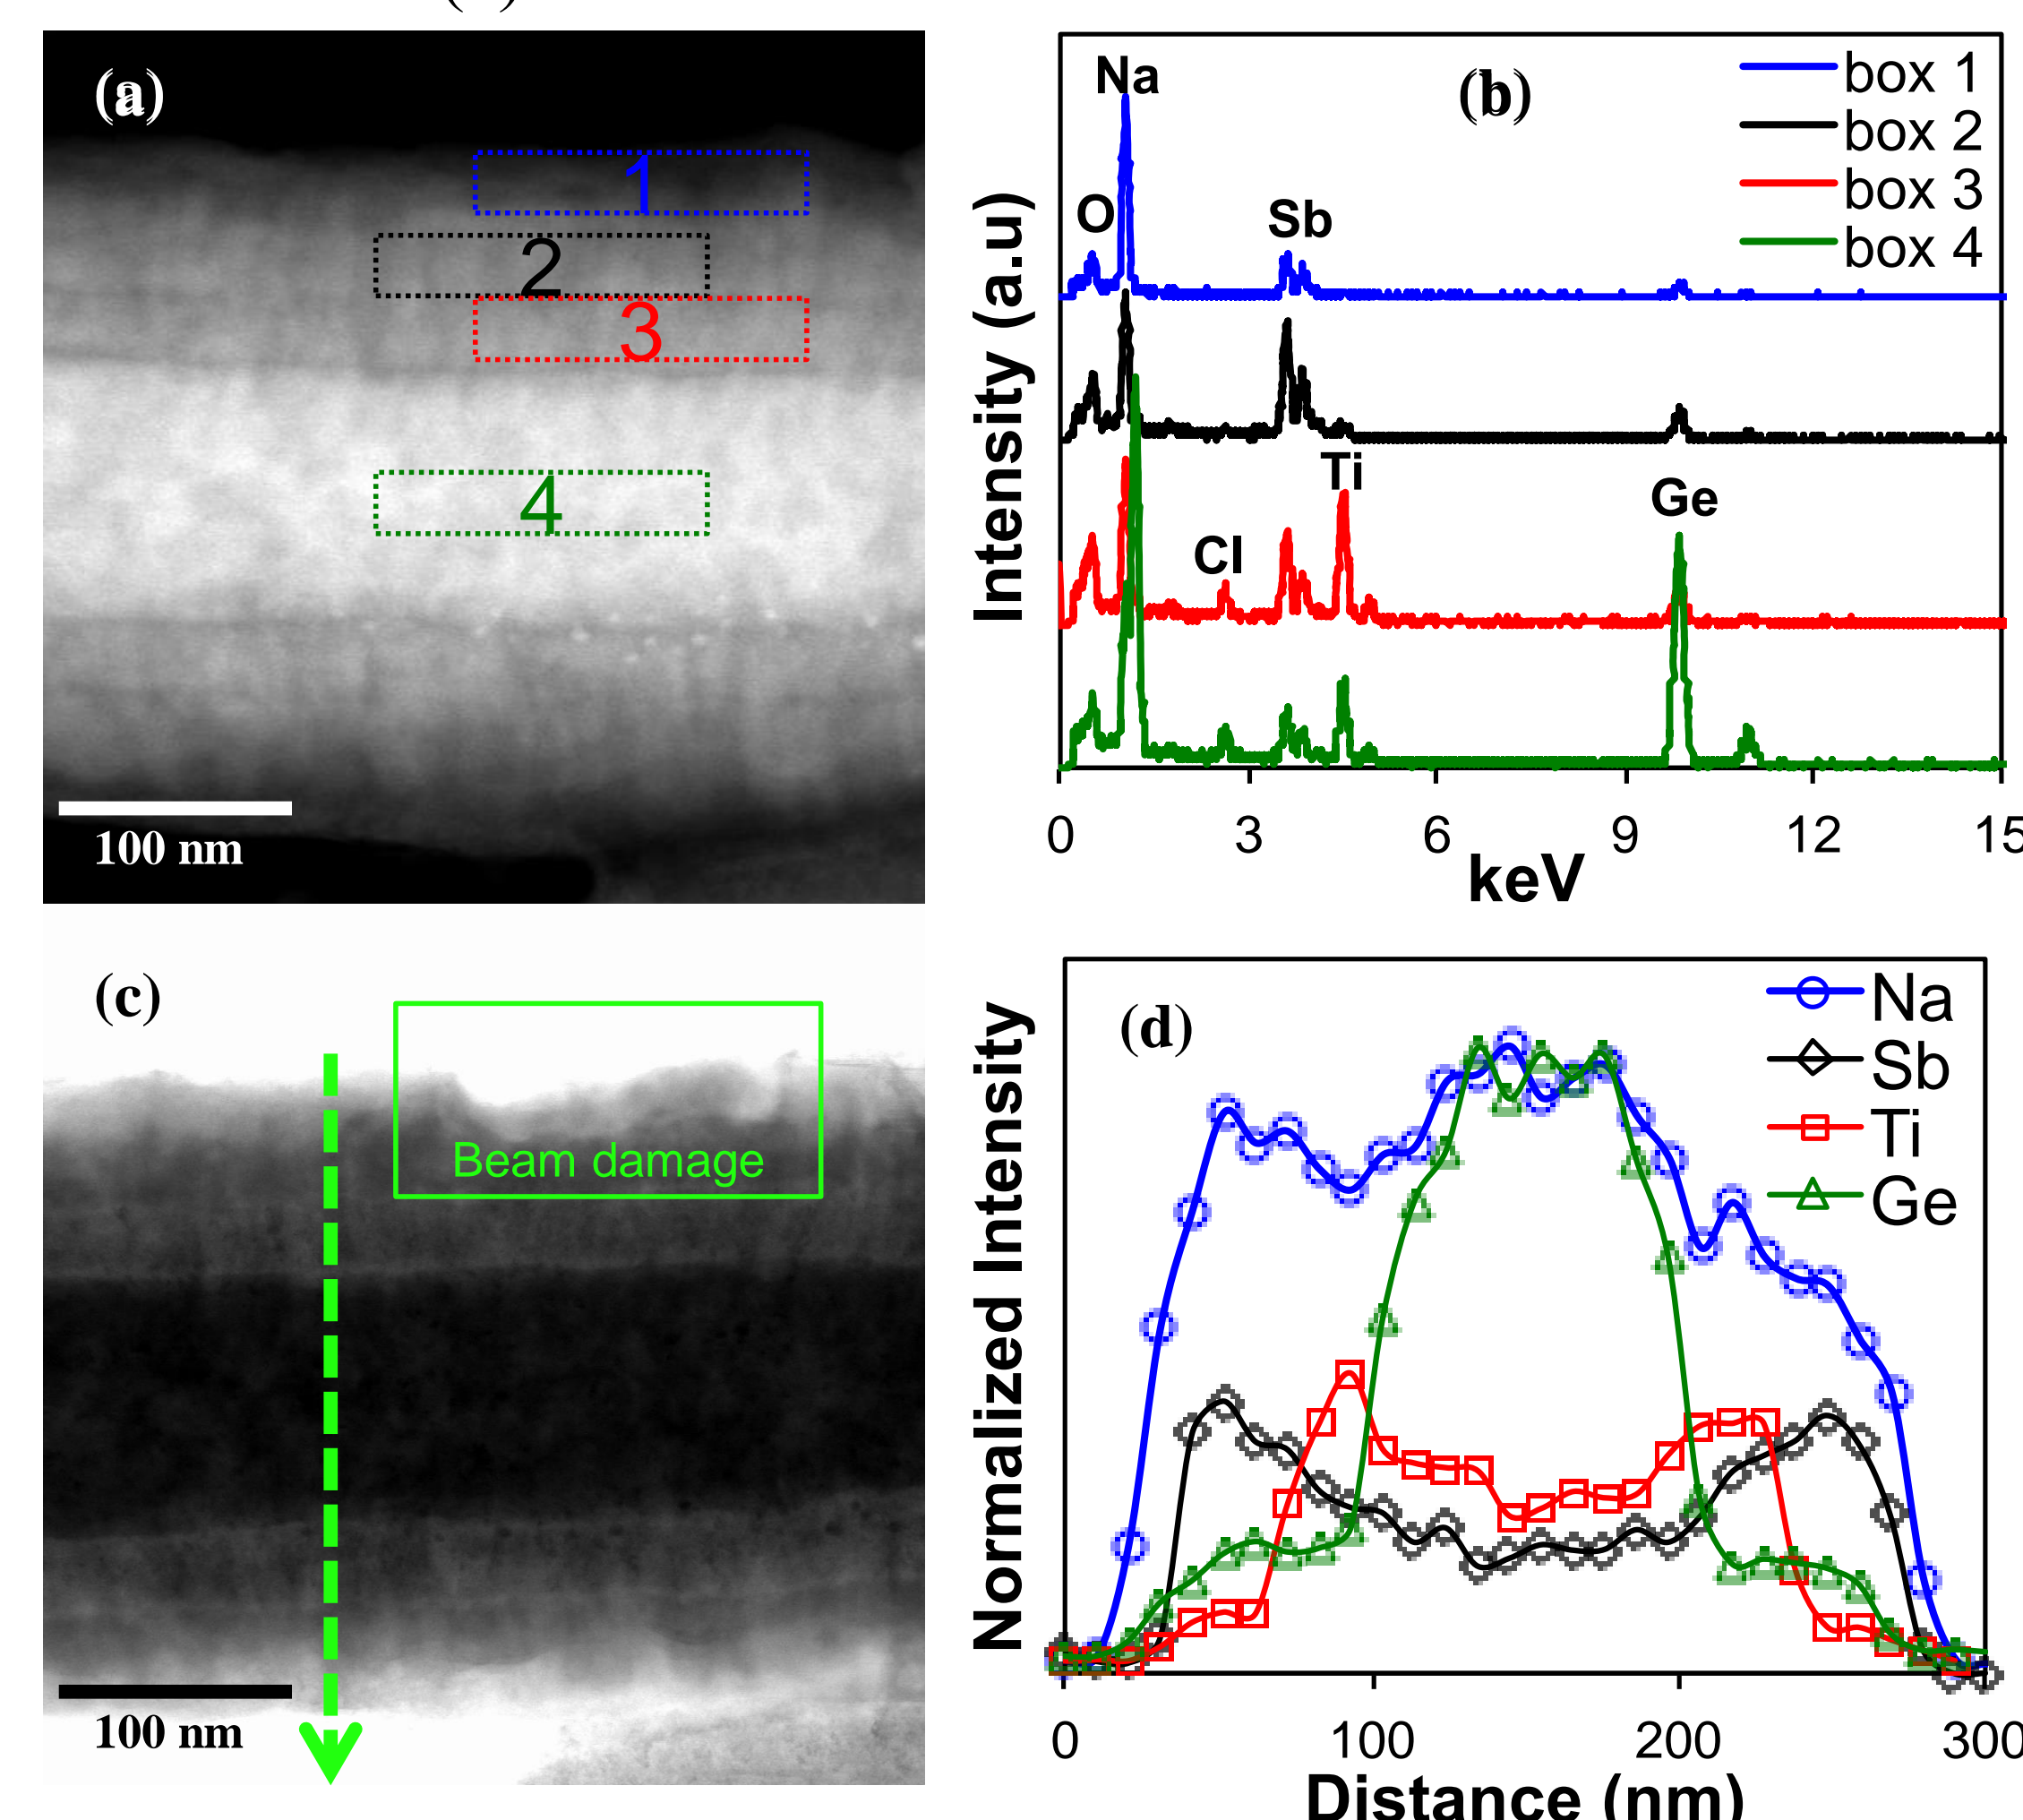 (a)
1
2
3
4
100 nm
(b)
box 1
box 2
box 3
box 4
Na
O
Sb
Ti
Cl
Ge
Intensity (a.u)
0 3 6 9 12 15
keV
(c)
Beam damage
100 nm
(d)
Na
Sb
Ti
Ge
Normalized Intensity
0 100 200 300
Distance (nm)